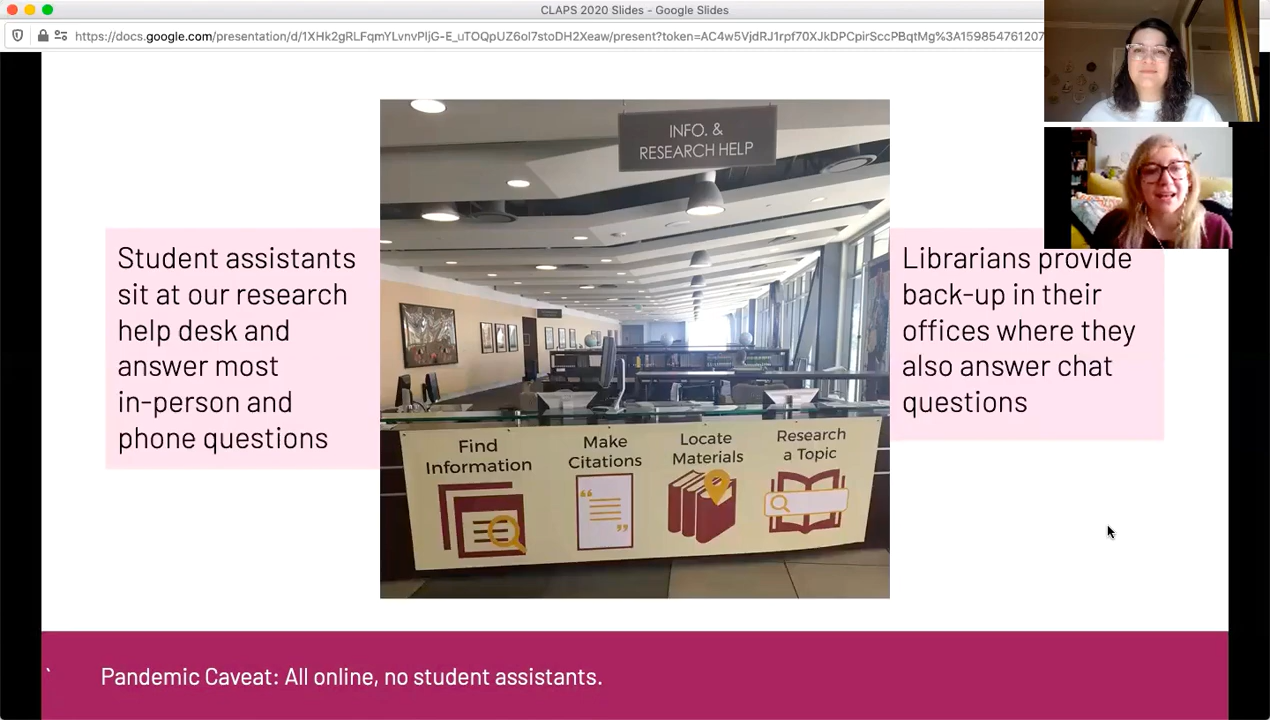 CLAPS 2020 Slides - Google Slides
https://docs.google.com/presentation/d/1XHk2gRLFqmYLvnvPljG-E_uTOQpUZ6ol7stoDH2Xeaw/present?token=AC4w5VjdRJ1rpf70XJkDPCpirSccPBqtMg%3A159854761207
INFO. &
RESEARCH HELP
Student assistants
sit at our research
help desk and
answer most
in-person and
phone questions
Librarians provide
back-up in their
offices where they
also answer chat
questions
Find
Information
Make
Citations
Locate
Materials
Research
a Topic
` Pandemic Caveat: All online, no student assistants.